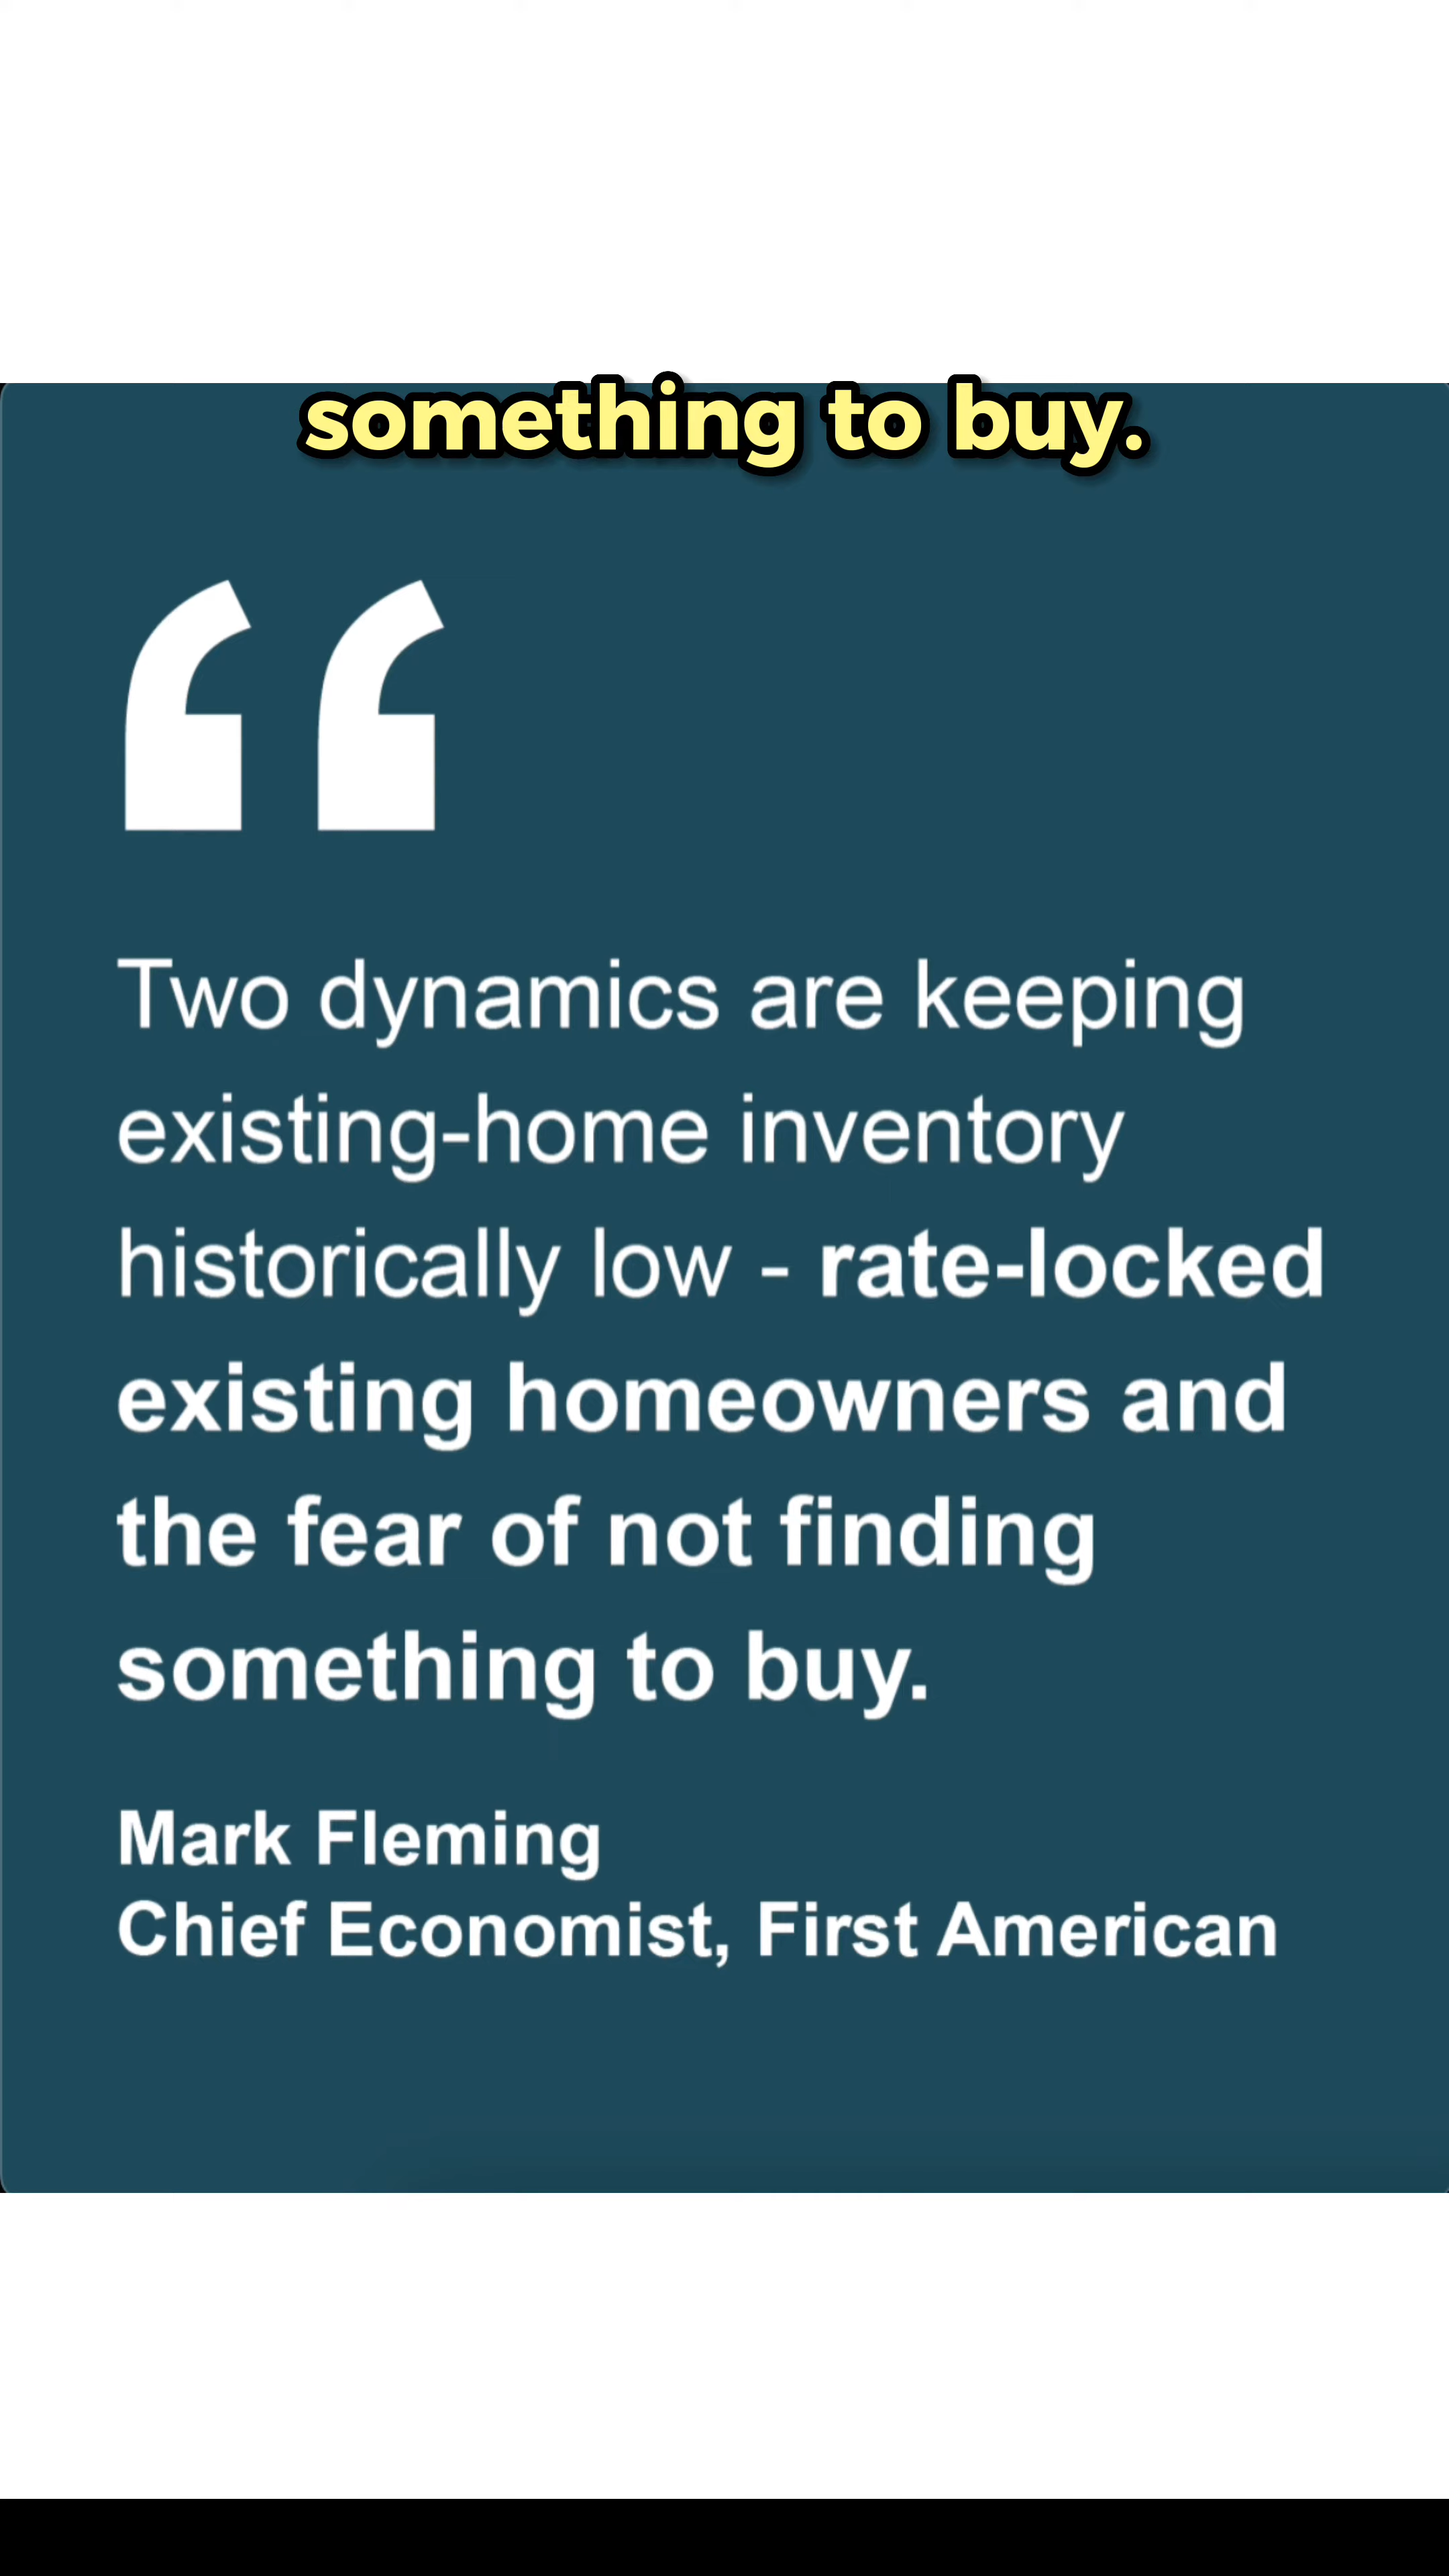 something to buy.
“
Two dynamics are keeping
existing-home inventory
historically low - rate-locked
existing homeowners and
the fear of not finding
something to buy.
Mark Fleming
Chief Economist, First American